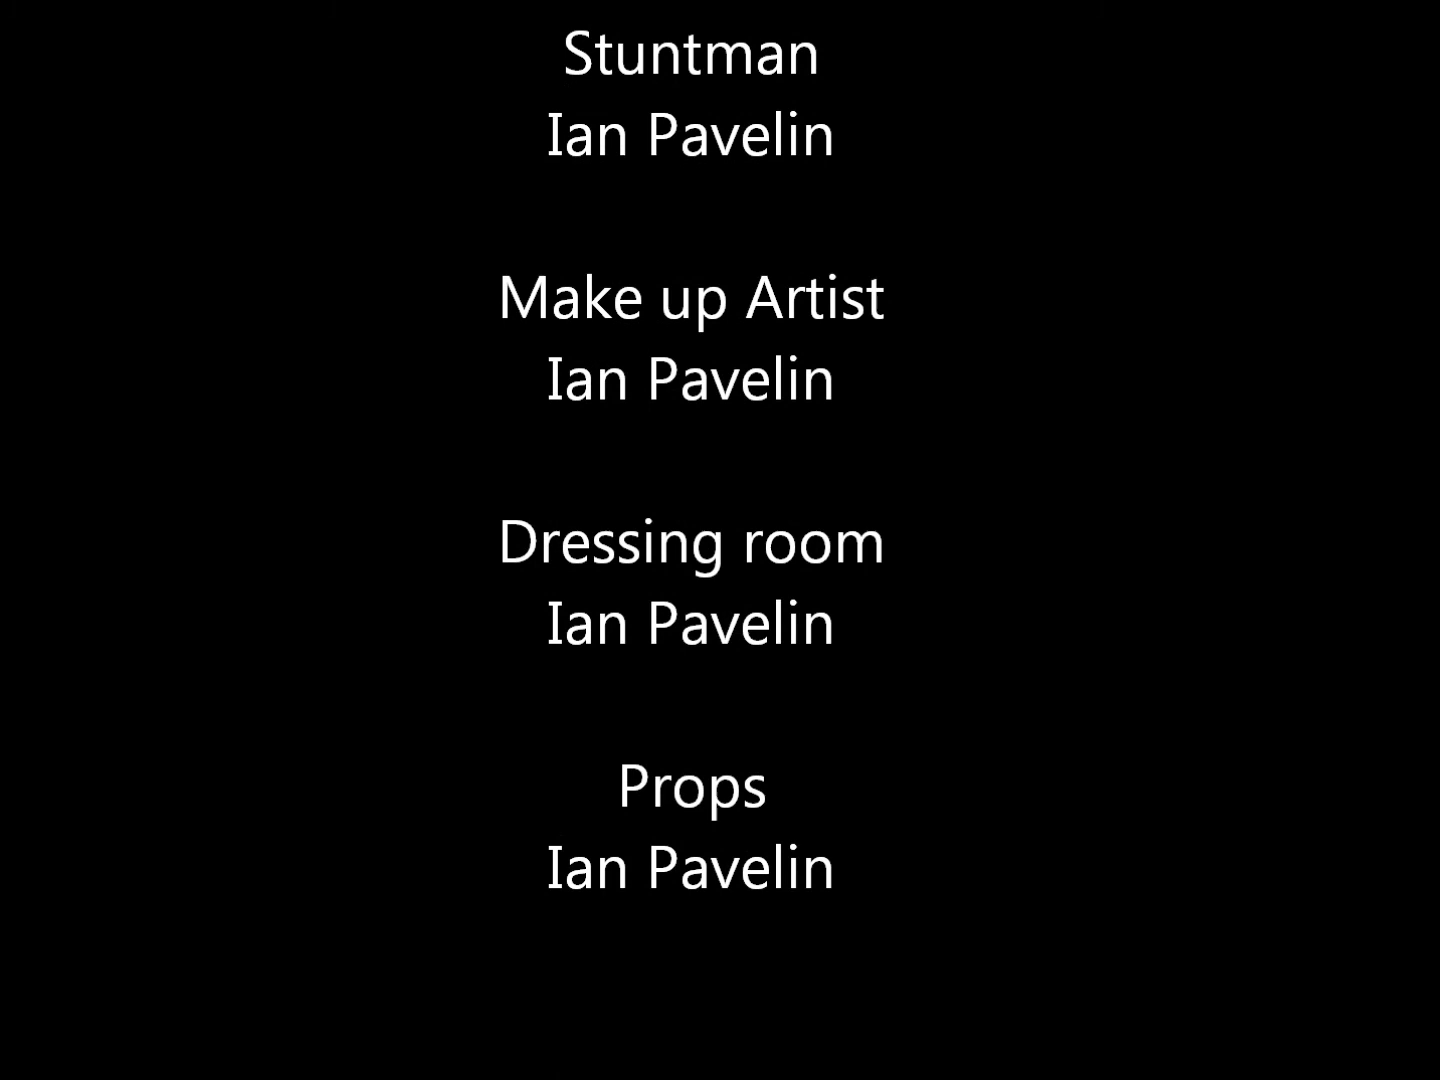 Stuntman
Ian Pavelin
Make up Artist
Ian Pavelin
Dressing room
Ian Pavelin
Props
Ian Pavelin